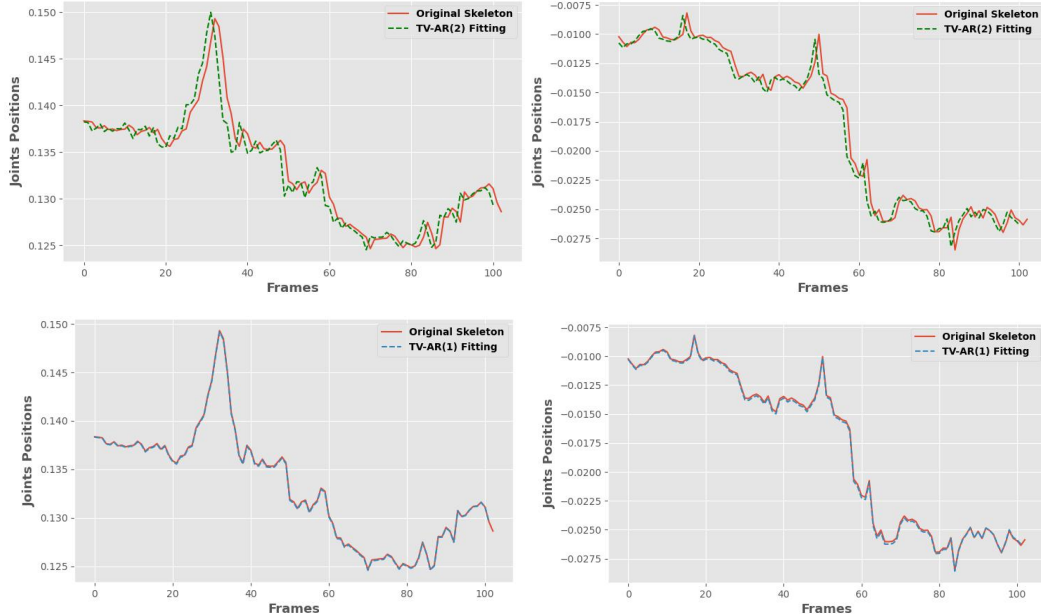 0.150
0.145
0.140
0.135
0.130
0.125
Joints Positions
Original Skeleton
TV-AR(2) Fitting
0 20 40 60 80 100
Frames
−0.0075
−0.0100
−0.0125
−0.0150
−0.0175
−0.0200
−0.0225
−0.0250
−0.0275
Joints Positions
Original Skeleton
TV-AR(2) Fitting
0 20 40 60 80 100
Frames
0.150
0.145
0.140
0.135
0.130
0.125
Joints Positions
Original Skeleton
TV-AR(1) Fitting
0 20 40 60 80 100
Frames
−0.0075
−0.0100
−0.0125
−0.0150
−0.0175
−0.0200
−0.0225
−0.0250
−0.0275
Joints Positions
Original Skeleton
TV-AR(1) Fitting
0 20 40 60 80 100
Frames